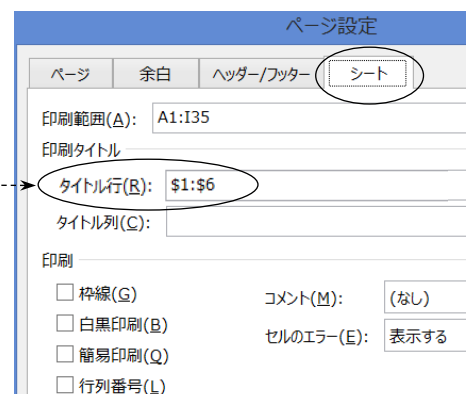 ページ設定
ページ 余白 ヘッダー/フッター シート
印刷範囲(A): A1:I35
印刷タイトル
タイトル行(R): $1:$6
タイトル列(C):
印刷
枠線(G) コメント(M): (なし)
白黒印刷(B) セルのエラー(E): 表示する
簡易印刷(Q)
行列番号(L)